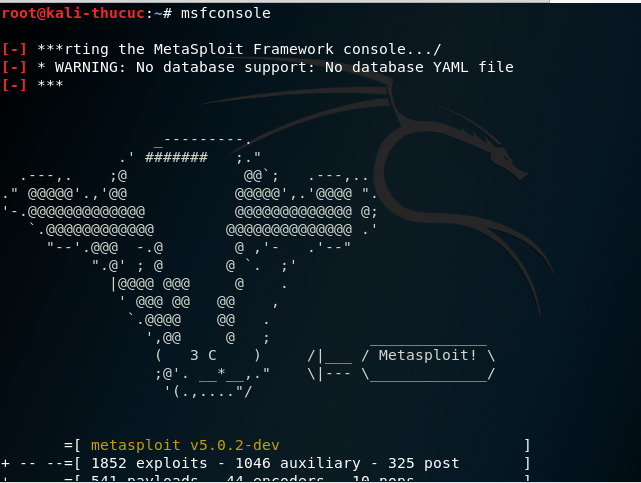 root@kali-thucuc:~# msfconsole
[-] ***rting the MetaSploit Framework console.../
[-] * WARNING: No database support: No database YAML file
[-] ***
                 _---------.
             .' #######   ;."
  .---,.    ;@             @@`;   .---,..
." @@@@@'.,'@@            @@@@@',.'@@@@ ".
'-.@@@@@@@@@@@@@          @@@@@@@@@@@@@ @;
   `.@@@@@@@@@@@@        @@@@@@@@@@@@@@ .'
     "--'.@@@  -.@        @ ,'-   .'--"
          ".@' ; @       @ `.  ;'
            |@@@@ @@@     @    .
             ' @@@ @@   @@    ,
              `.@@@@    @@   .
                ',@@     @   ;           _____________
                 (   3 C    )     /|___ / Metasploit! \
                 ;@'. __*__,."    \|--- \_____________/
                  '(.,...."/
       =[ metasploit v5.0.2-dev                           ]
+ -- --=[ 1852 exploits - 1046 auxiliary - 325 post       ]
+ -- --=[ 541 payloads - 44 encoders - 10 nops            ]